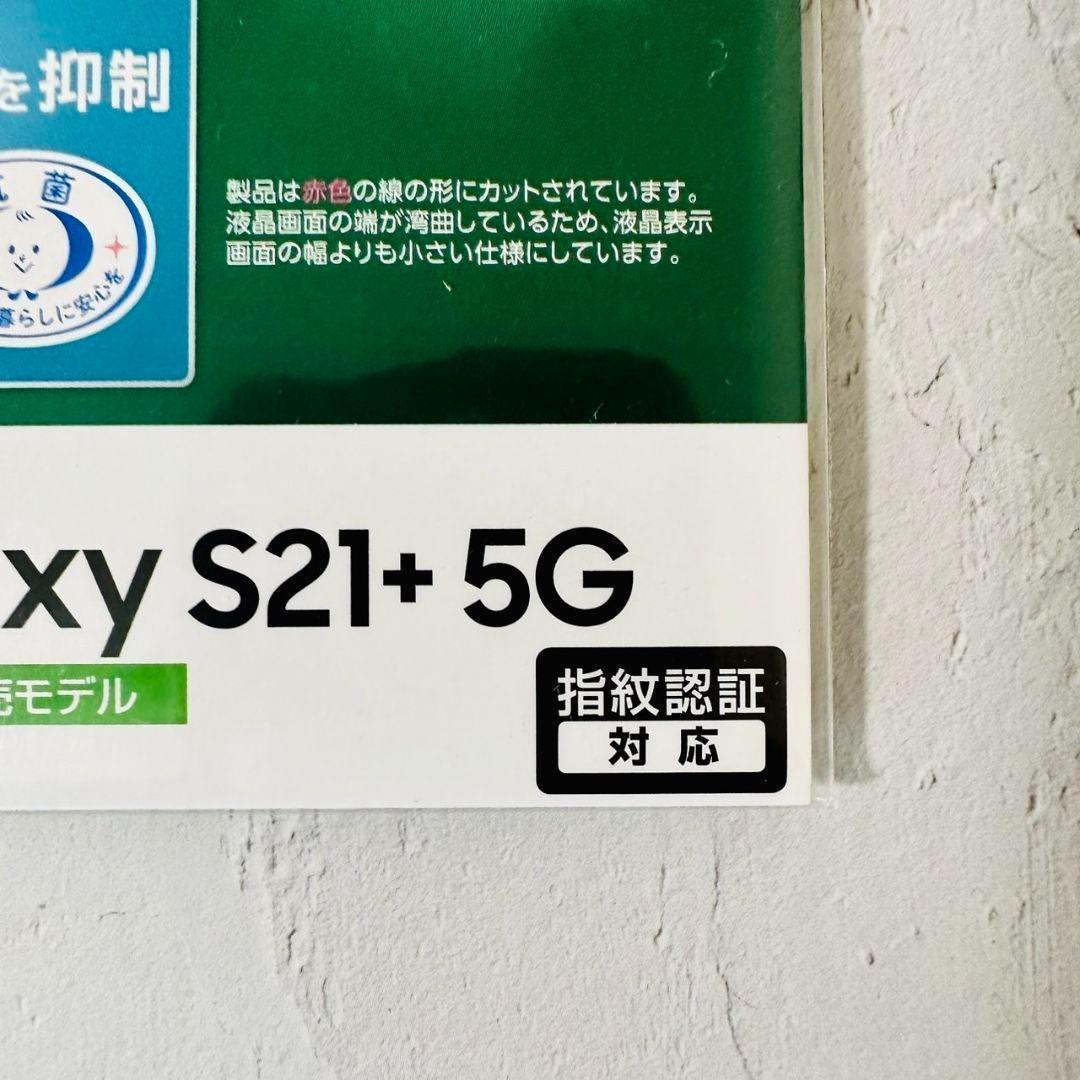 を抑制
菌
暮らしに安心を
製品は赤色の線の形にカットされています。
液晶画面の端が湾曲しているため、液晶表示
画面の幅よりも小さい仕様にしています。
xy S21+ 5G
売モデル
指紋認証
対応